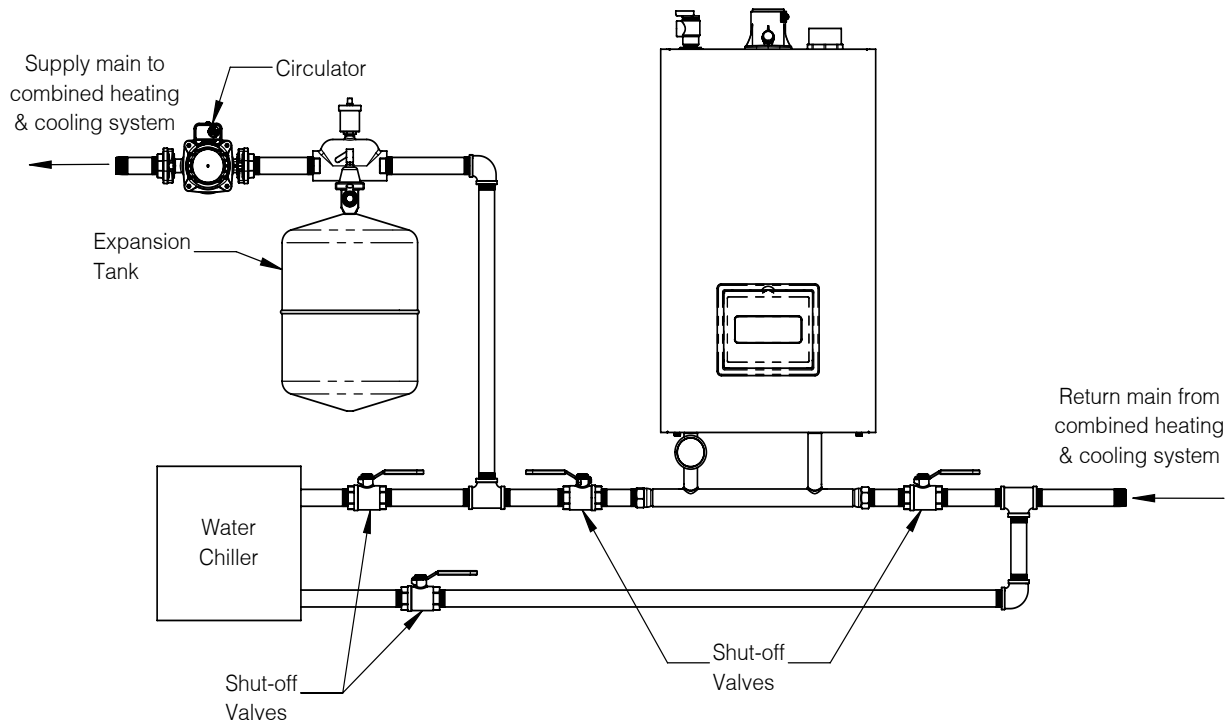 Supply main to
combined heating
& cooling system
Circulator
Expansion
Tank
Return main from
combined heating
& cooling system
Water
Chiller
Shut-off
Valves
Shut-off
Valves